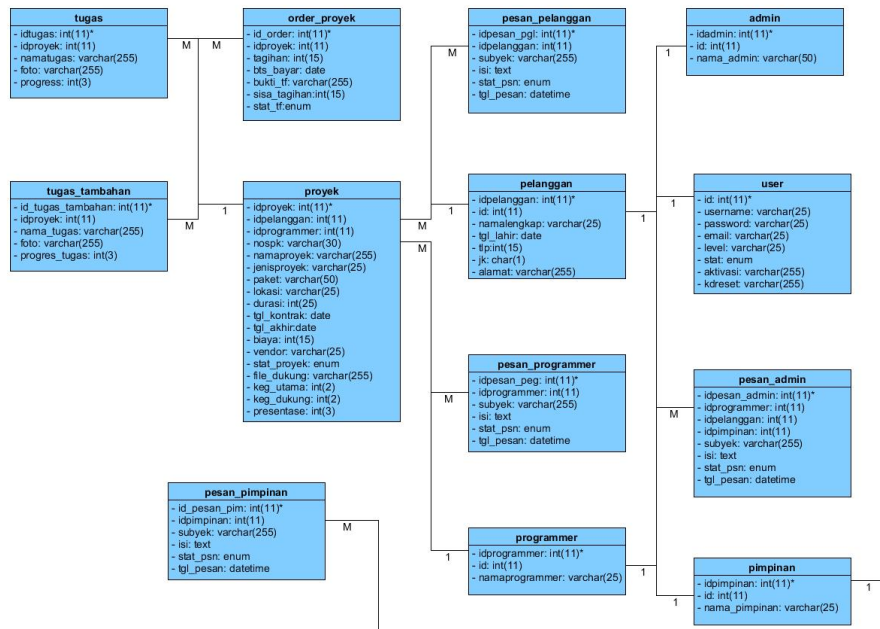 tugas
- idtugas: int(11)*
- idproyek: int(11)
- namatugas: varchar(255)
- foto: varchar(255)
- progress: int(3)
M
M
order_proyek
- id_order: int(11)*
- idproyek: int(11)
- tagihan: int(15)
- bts_bayar: date
- bukti_tf: varchar(255)
- sisa_tagihan:int(15)
- stat_tf:enum
pesan_pelanggan
- idpesan_pgl: int(11)*
- idpelanggan: int(11)
- subyek: varchar(255)
- isi: text
- stat_psn: enum
- tgl_pesan: datetime
M
admin
- idadmin: int(11)*
- id: int(11)
- nama_admin: varchar(50)
1
tugas_tambahan
- id_tugas_tambahan: int(11)*
- idproyek: int(11)
- nama_tugas: varchar(255)
- foto: varchar(255)
- progres_tugas: int(3)
M
1
proyek
- idproyek: int(11)*
- idpelanggan: int(11)
- idprogrammer: int(11)
- nospk: varchar(30)
- namaproyek: varchar(255)
- jenisproyek: varchar(25)
- paket: varchar(50)
- lokasi: varchar(25)
- durasi: int(25)
- tgl_kontrak: date
- tgl_akhir:date
- biaya: int(15)
- vendor: varchar(25)
- stat_proyek: enum
- file_dukung: varchar(255)
- keg_utama: int(2)
- keg_dukung: int(2)
- presentase: int(3)
M
M
1
pelanggan
- idpelanggan: int(11)*
- id: int(11)
- namalengkap: varchar(25)
- tgl_lahir: date
- tlp:int(15)
- jk: char(1)
- alamat: varchar(255)
1
1
user
- id: int(11)*
- username: varchar(25)
- password: varchar(25)
- email: varchar(25)
- level: varchar(25)
- stat: enum
- aktivasi: varchar(255)
- kdreset: varchar(255)
pesan_programmer
- idpesan_peg: int(11)*
- idprogrammer: int(11)
- subyek: varchar(255)
- isi: text
- stat_psn: enum
- tgl_pesan: datetime
M
pesan_admin
- idpesan_admin: int(11)*
- idprogrammer: int(11)
- idpelanggan: int(11)
- idpimpinan: int(11)
- subyek: varchar(255)
- isi: text
- stat_psn: enum
- tgl_pesan: datetime
M
pesan_pimpinan
- id_pesan_pim: int(11)*
- idpimpinan: int(11)
- subyek: varchar(255)
- isi: text
- stat_psn: enum
- tgl_pesan: datetime
M
1
programmer
- idprogrammer: int(11)*
- id: int(11)
- namaprogrammer: varchar(25)
1
1
pimpinan
- idpimpinan: int(11)*
- id: int(11)
- nama_pimpinan: varchar(25)
1